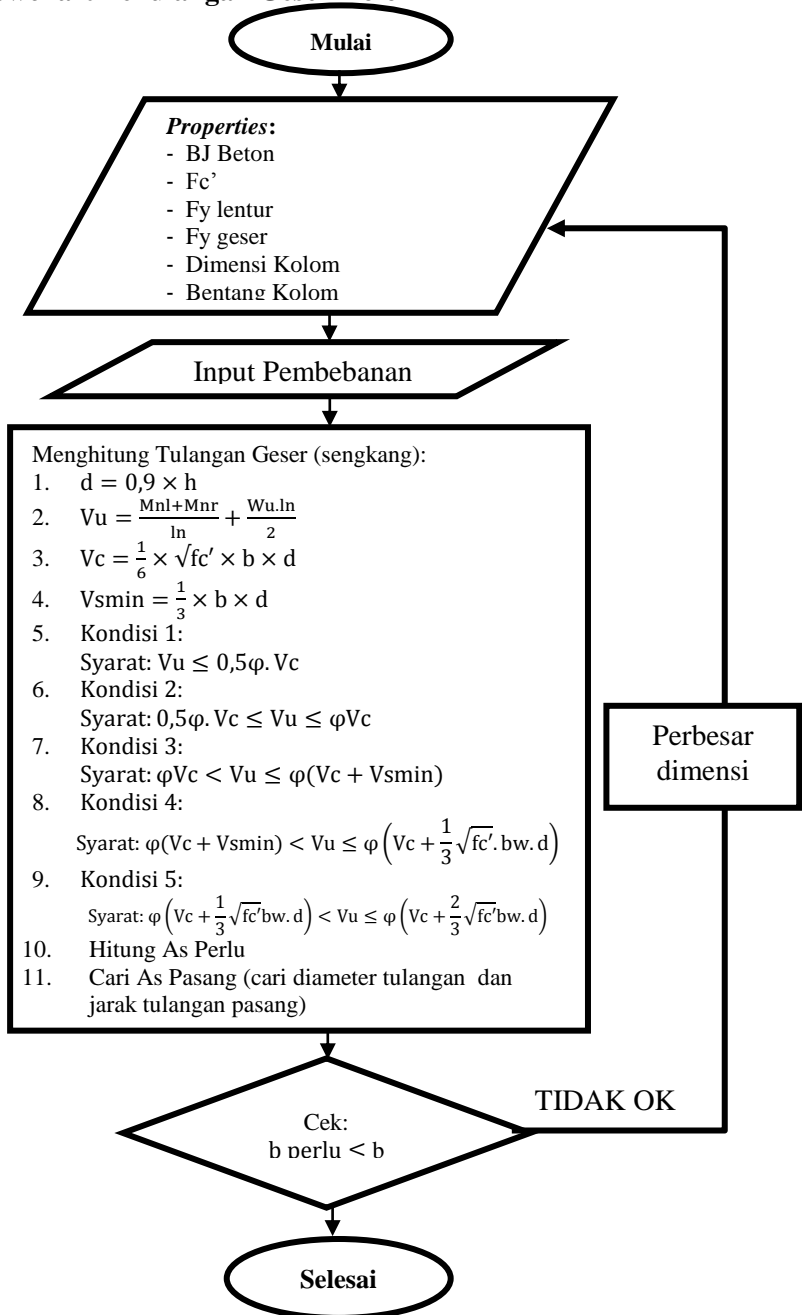 Mulai
Properties:
- BJ Beton
- Fc’
- Fy lentur
- Fy geser
- Dimensi Kolom
- Bentang Kolom
Input Pembebanan
Menghitung Tulangan Geser (sengkang):
1. d = 0,9 × h
2. Vu = Mnl+Mnr/ln + Wu.ln/2
3. Vc = 1/6 × √fc′ × b × d
4. Vsmin = 1/3 × b × d
5. Kondisi 1:
Syarat: Vu ≤ 0,5φ. Vc
6. Kondisi 2:
Syarat: 0,5φ. Vc ≤ Vu ≤ φVc
7. Kondisi 3:
Syarat: φVc < Vu ≤ φ(Vc + Vsmin)
8. Kondisi 4:
Syarat: φ(Vc + Vsmin) < Vu ≤ φ(Vc + 1/3 √fc′. bw. d)
9. Kondisi 5:
Syarat: φ(Vc + 1/3 √fc′bw. d) < Vu ≤ φ(Vc + 2/3 √fc′bw. d)
10. Hitung As Perlu
11. Cari As Pasang (cari diameter tulangan dan
jarak tulangan pasang)
Perbesar
dimensi
TIDAK OK
Cek:
b perlu < b
Selesai